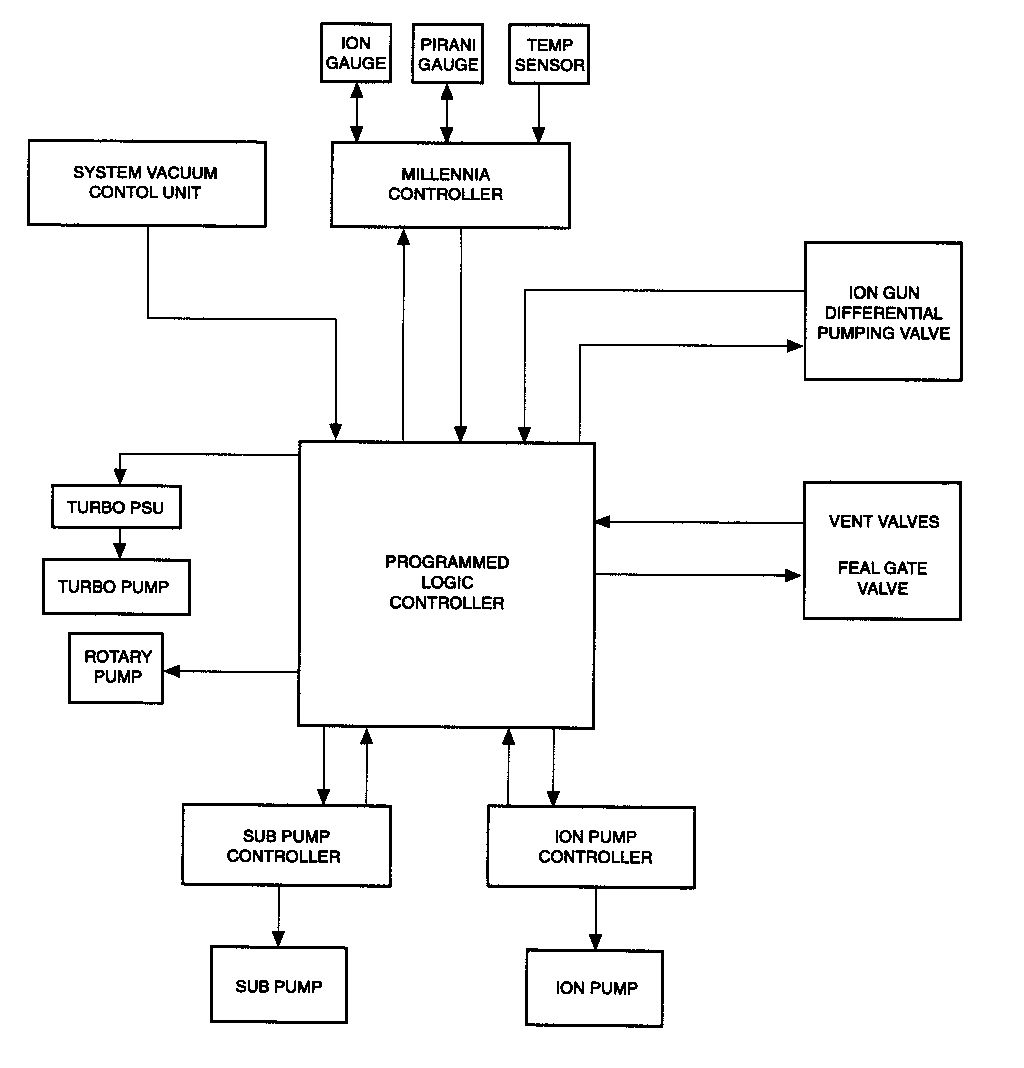 ION
GAUGE
PIRANI
GAUGE
TEMP
SENSOR
SYSTEM VACUUM
CONTOL UNIT
MILLENNIA
CONTROLLER
ION GUN
DIFFERENTIAL
PUMPING VALVE
TURBO PSU
TURBO PUMP
ROTARY
PUMP
PROGRAMMED
LOGIC
CONTROLLER
VENT VALVES
FEAL GATE
VALVE
SUB PUMP
CONTROLLER
ION PUMP
CONTROLLER
SUB PUMP
ION PUMP